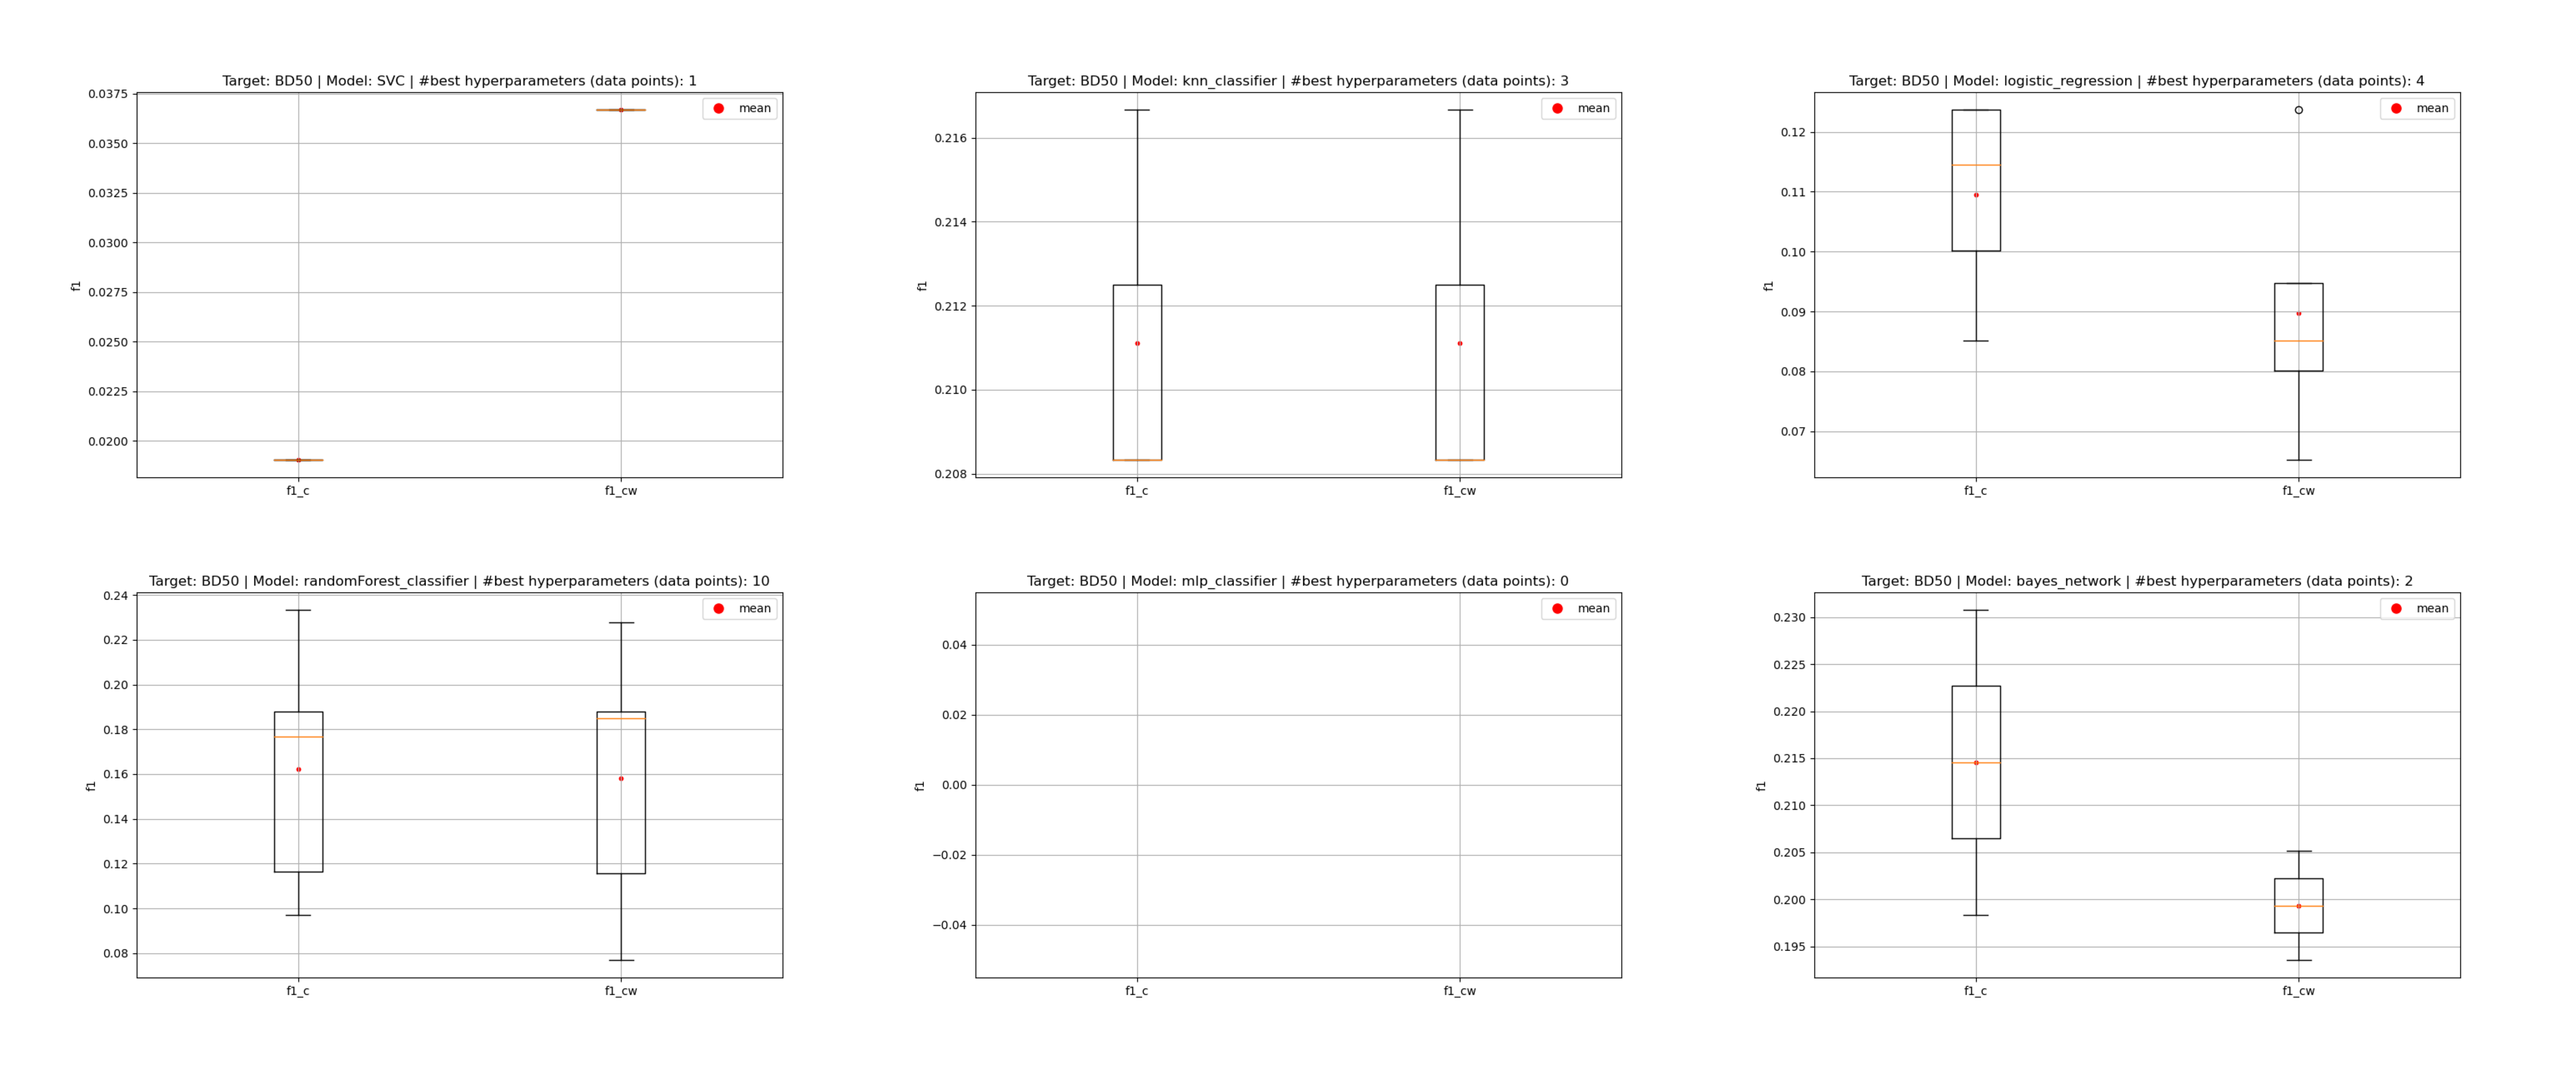 Target: BD50 | Model: SVC | #best hyperparameters (data points): 1
mean
0.0375
0.0350
0.0325
0.0300
0.0275
0.0250
0.0225
0.0200
f1
f1_c
f1_cw
Target: BD50 | Model: knn_classifier | #best hyperparameters (data points): 3
mean
0.216
0.214
0.212
0.210
0.208
f1
f1_c
f1_cw
Target: BD50 | Model: logistic_regression | #best hyperparameters (data points): 4
mean
0.12
0.11
0.10
0.09
0.08
0.07
f1
f1_c
f1_cw
Target: BD50 | Model: randomForest_classifier | #best hyperparameters (data points): 10
mean
0.24
0.22
0.20
0.18
0.16
0.14
0.12
0.10
0.08
f1
f1_c
f1_cw
Target: BD50 | Model: mlp_classifier | #best hyperparameters (data points): 0
mean
0.04
0.02
0.00
−0.02
−0.04
f1
f1_c
f1_cw
Target: BD50 | Model: bayes_network | #best hyperparameters (data points): 2
mean
0.230
0.225
0.220
0.215
0.210
0.205
0.200
0.195
f1
f1_c
f1_cw